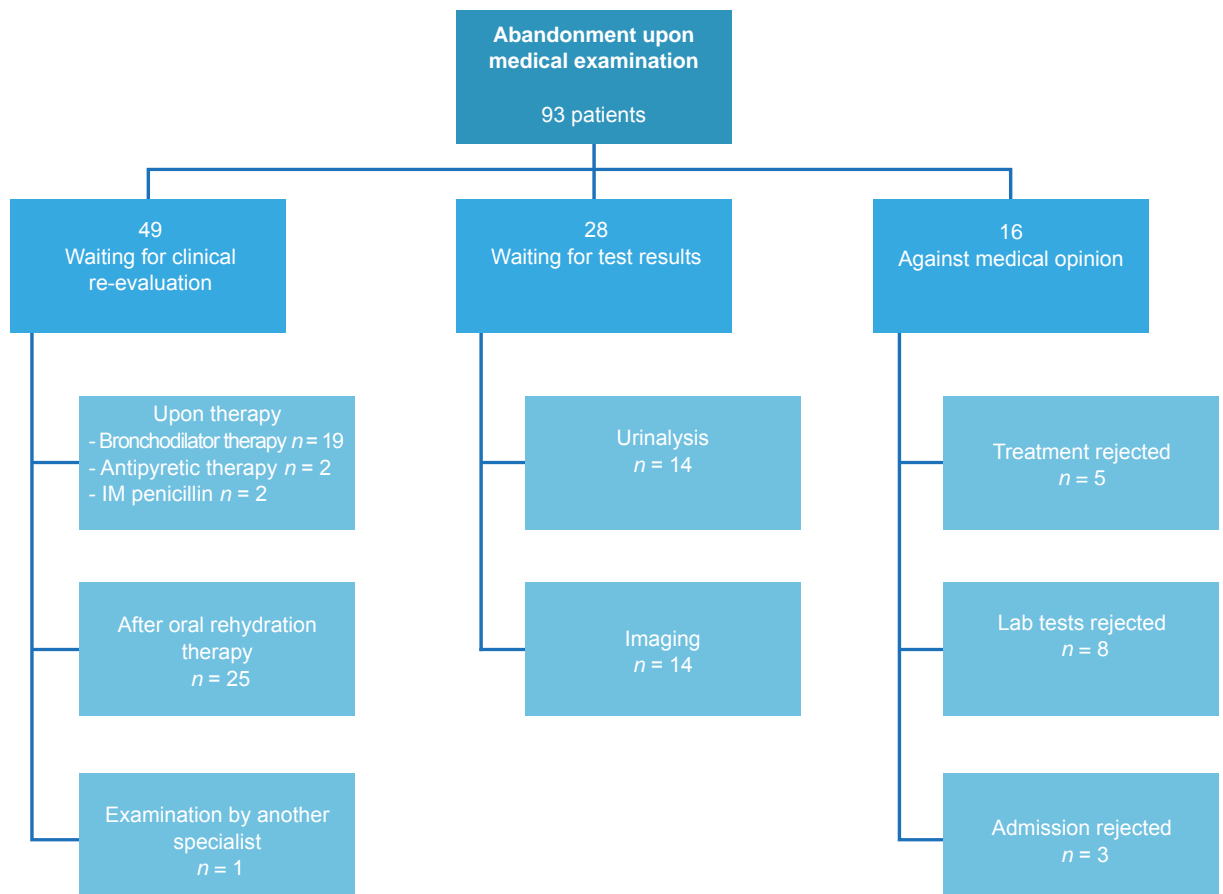 Abandonment upon
medical examination
93 patients
49
Waiting for clinical
re-evaluation
28
Waiting for test results
16
Against medical opinion
Upon therapy
- Bronchodilator therapy n = 19
- Antipyretic therapy n = 2
- IM penicillin n = 2
Urinalysis
n = 14
Treatment rejected
n = 5
After oral rehydration
therapy
n = 25
Imaging
n = 14
Lab tests rejected
n = 8
Examination by another
specialist
n = 1
Admission rejected
n = 3